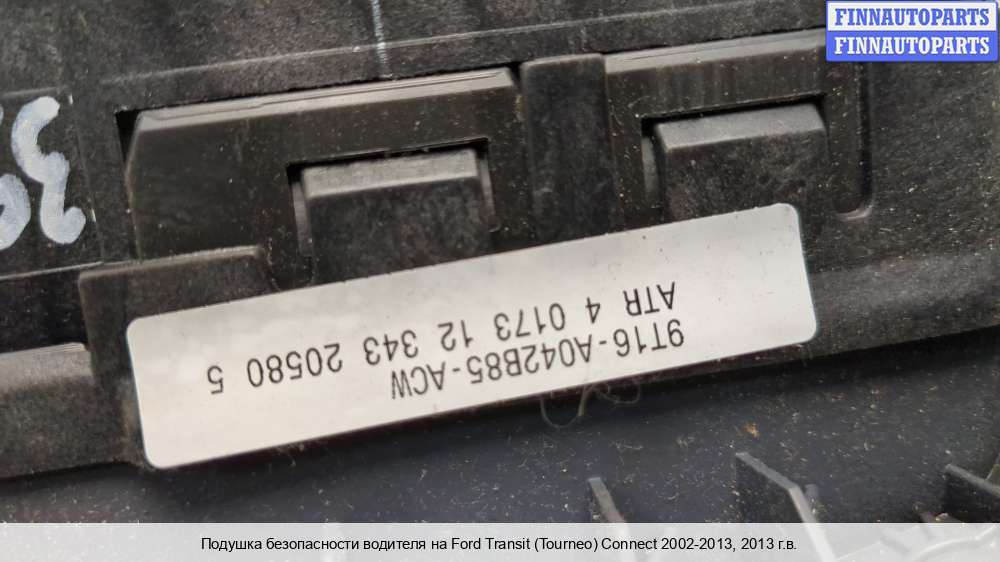 FINNAUTOPARTS
FINNAUTOPARTS
9T16-A042B85-ACW
ATR 4 0173 12 343 20580 5
Подушка безопасности водителя на Ford Transit (Tourneo) Connect 2002-2013, 2013 г.в.